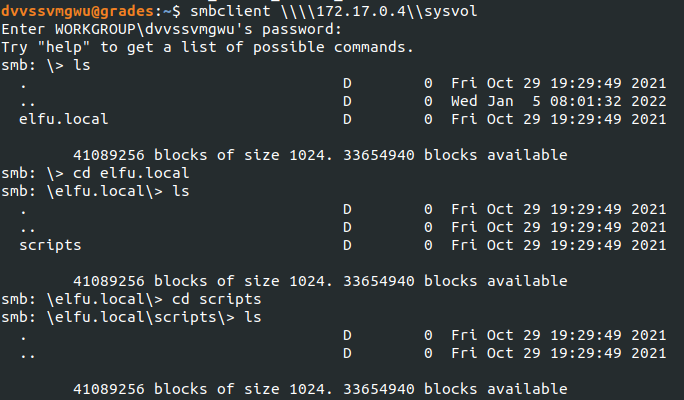 dvvssvmgwu@grades:~$ smbclient \\\\172.17.0.4\\sysvol
Enter WORKGROUP\dvvssvmgwu's password:
Try "help" to get a list of possible commands.
smb: \> ls
  .                                   D        0  Fri Oct 29 19:29:49 2021
  ..                                  D        0  Wed Jan  5 08:01:32 2022
  elfu.local                          D        0  Fri Oct 29 19:29:49 2021

        41089256 blocks of size 1024. 33654940 blocks available
smb: \> cd elfu.local
smb: \elfu.local\> ls
  .                                   D        0  Fri Oct 29 19:29:49 2021
  ..                                  D        0  Fri Oct 29 19:29:49 2021
  scripts                             D        0  Fri Oct 29 19:29:49 2021

        41089256 blocks of size 1024. 33654940 blocks available
smb: \elfu.local\> cd scripts
smb: \elfu.local\scripts\> ls
  .                                   D        0  Fri Oct 29 19:29:49 2021
  ..                                  D        0  Fri Oct 29 19:29:49 2021

        41089256 blocks of size 1024. 33654940 blocks available